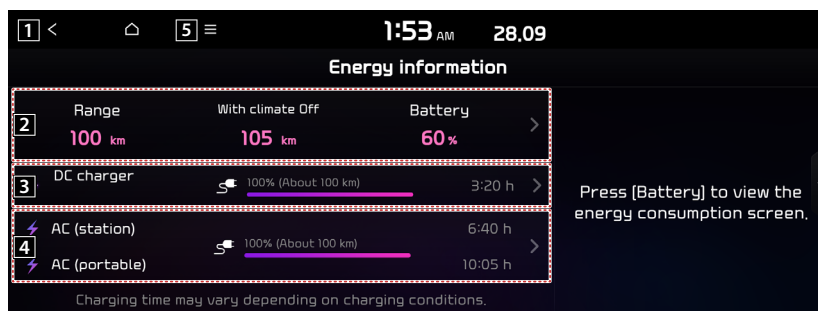 1 < 5 ≡ 1:53 AM 28.09
Energy information
Range With climate Off Battery
2
100 km 105 km 60 %
DC charger
3 100% (About 100 km) 3:20 h
AC (station) 6:40 h
4 100% (About 100 km)
AC (portable) 10:05 h
Charging time may vary depending on charging conditions.
Press [Battery] to view the
energy consumption screen.